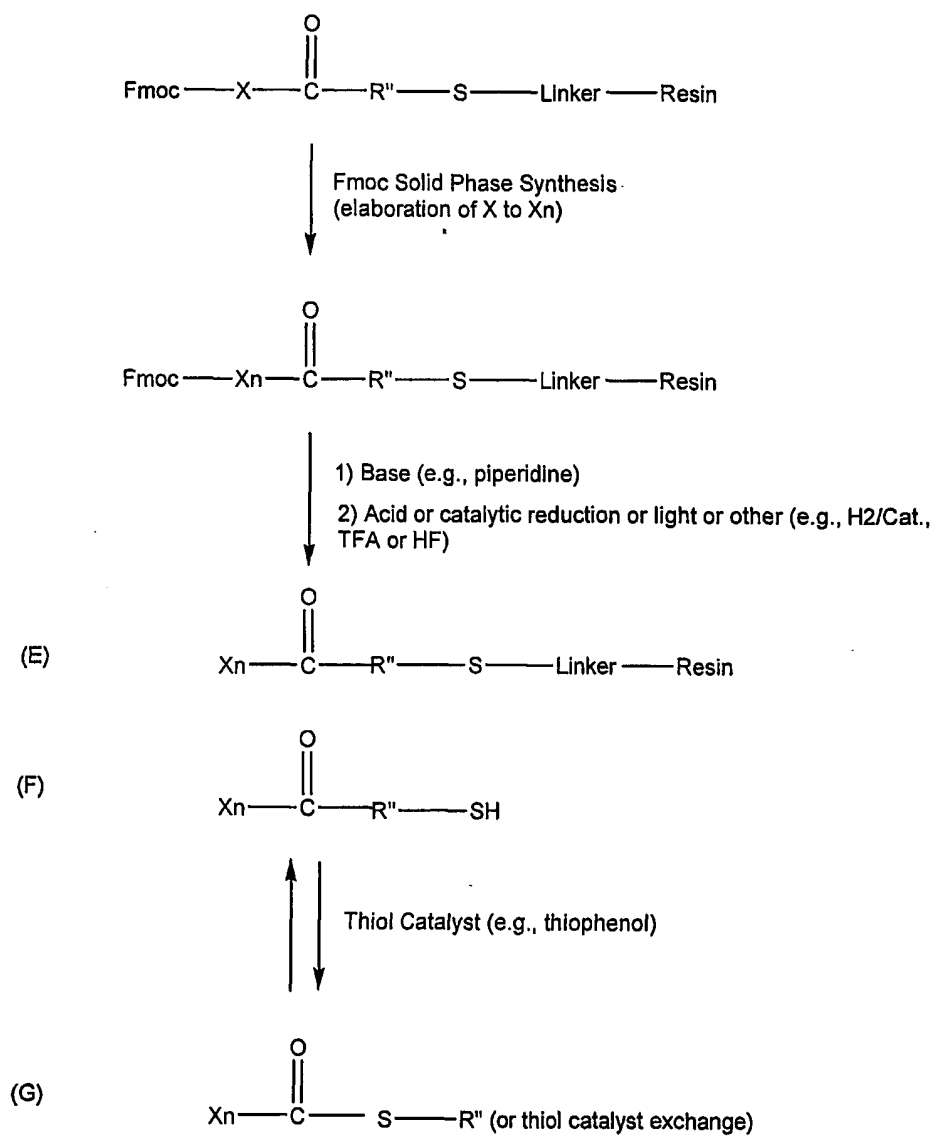 O
Fmoc—X—C—R"—S—Linker—Resin
Fmoc Solid Phase Synthesis
(elaboration of X to Xn)
O
Fmoc—Xn—C—R"—S—Linker—Resin
1) Base (e.g., piperidine)
2) Acid or catalytic reduction or light or other (e.g., H2/Cat.,
TFA or HF)
O
(E) Xn—C—R"—S—Linker—Resin
O
(F) Xn—C—R"—SH
Thiol Catalyst (e.g., thiophenol)
O
(G) Xn—C—S—R" (or thiol catalyst exchange)